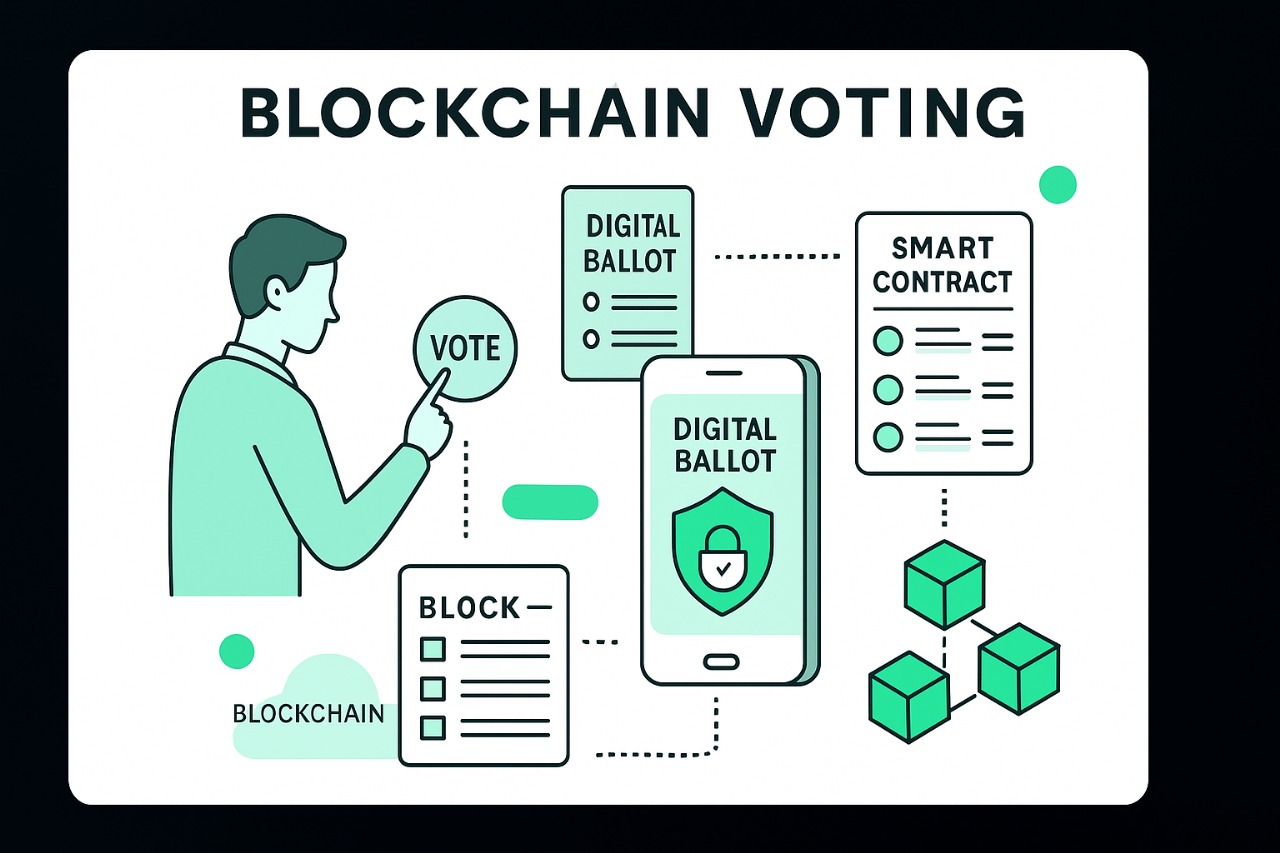 BLOCKCHAIN VOTING
VOTE
DIGITAL
BALLOT
SMART
CONTRACT
DIGITAL
BALLOT
BLOCK—
BLOCKCHAIN